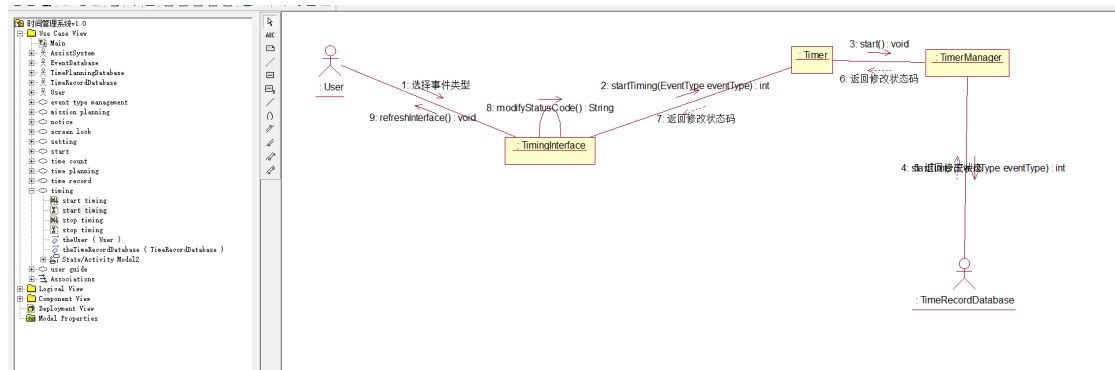 时间管理系统v1.0
Use Case View
Main
AssistSystem
EventDatabase
TimePlanningDatabase
TimeRecordDatabase
User
event type management
mission planning
notice
screen lock
setting
start
time count
time planning
time record
timing
start timing
start timing
stop timing
stop timing
theUser ( User )
theTimeRecordDatabase ( TimeRecordDatabase )
State/Activity Model2
user guide
Associations
Logical View
Component View
Deployment View
Model Properties
ABC
: User
1: 选择事件类型
9: refreshInterface() : void
8: modifyStatusCode() : String
: TimingInterface
2: startTiming(EventType eventType) : int
7: 返回修改状态码
: Timer
3: start() : void
6: 返回修改状态码
: TimerManager
4: eventType) : int
: TimeRecordDatabase